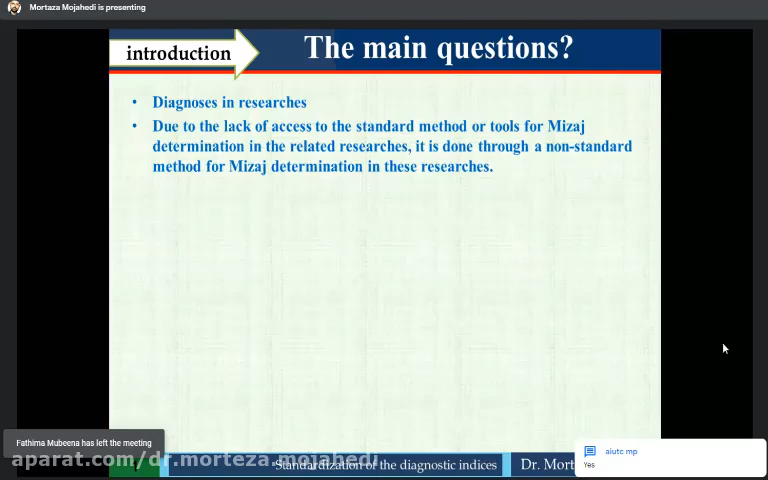 Mortaza Mojahedi is presenting
introduction
The main questions?
• Diagnoses in researches
• Due to the lack of access to the standard method or tools for Mizaj
determination in the related researches, it is done through a non-standard
method for Mizaj determination in these researches.
Fathima Mubeena has left the meeting
aiutc mp
Yes
aparat.com/dr.morteza.mojahedi
Standardization of the diagnostic indices
Dr. Mort